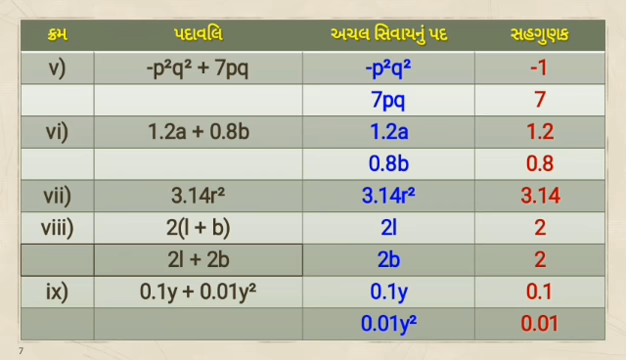 ક્રમ પદાવલિ અચલ સિવાયનું પદ સહગુણક
v) -p²q² + 7pq -p²q² -1
7pq 7
vi) 1.2a + 0.8b 1.2a 1.2
0.8b 0.8
vii) 3.14r² 3.14r² 3.14
viii) 2(l + b) 2l 2
2l + 2b 2b 2
ix) 0.1y + 0.01y² 0.1y 0.1
0.01y² 0.01
7